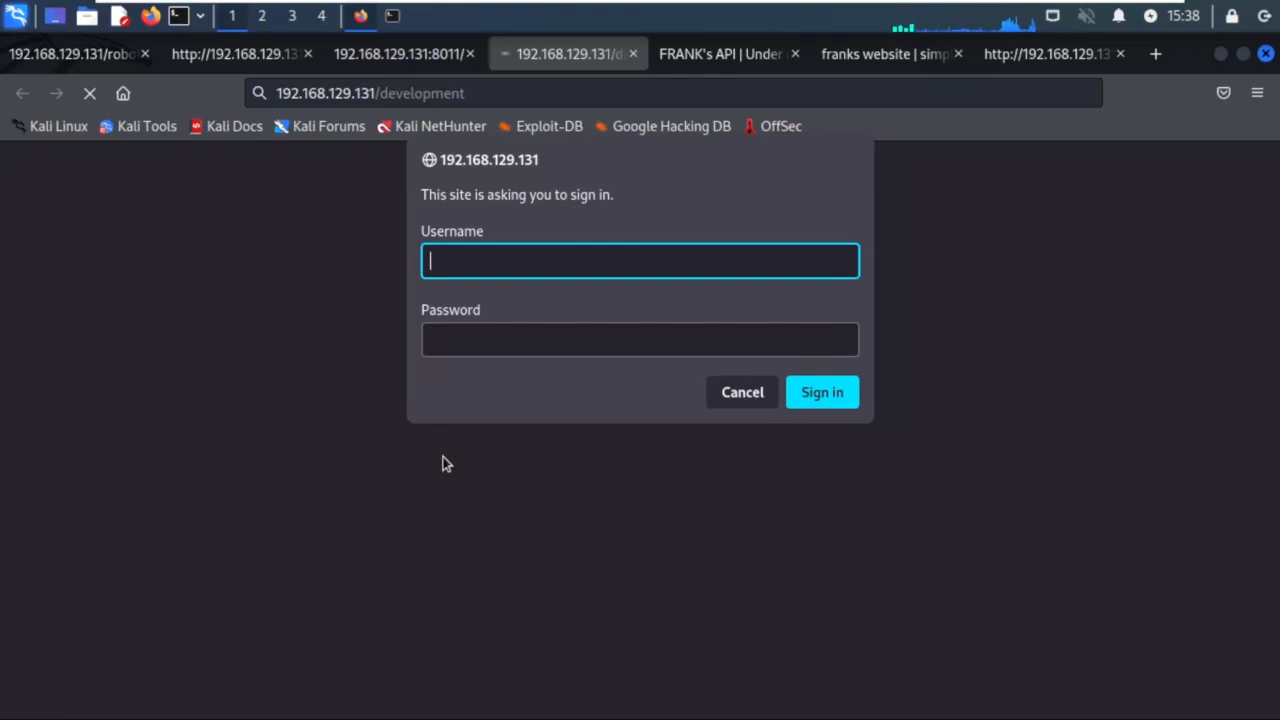 1 2 3 4 15:38
192.168.129.131/robo http://192.168.129.13 192.168.129.131:8011/ 192.168.129.131/d FRANK's API | Under franks website | simp http://192.168.129.13
192.168.129.131/development
Kali Linux Kali Tools Kali Docs Kali Forums Kali NetHunter Exploit-DB Google Hacking DB OffSec
192.168.129.131
This site is asking you to sign in.
Username
Password
Cancel Sign in